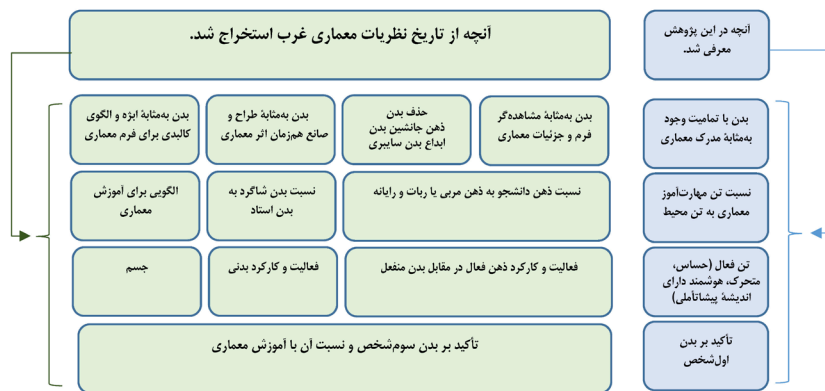 آنچه در این پژوهش
معرفی شد.
آنچه از تاریخ نظریات معماری غرب استخراج شد.
بدن با تمامیت وجود
به‌مثابۀ مدرک معماری
بدن به‌مثابۀ مشاهده‌گر
فرم و جزئیات معماری
حذف بدن
ذهن جانشین بدن
ابداع بدن سایبری
بدن به‌مثابۀ طراح و
صانع هم‌زمان اثر معماری
بدن به‌مثابۀ ابژه و الگوی
کالبدی برای فرم معماری
نسبت تن مهارت‌آموز
معماری به تن محیط
نسبت ذهن دانشجو به ذهن مربی یا ربات و رایانه
نسبت بدن شاگرد به
بدن استاد
الگویی برای آموزش
معماری
تن فعال (حساس،
متحرک، هوشمند دارای
اندیشۀ پیشاتأملی)
فعالیت و کارکرد ذهن فعال در مقابل بدن منفعل
فعالیت و کارکرد بدنی
جسم
تأکید بر بدن
اول‌شخص
تأکید بر بدن سوم‌شخص و نسبت آن با آموزش معماری